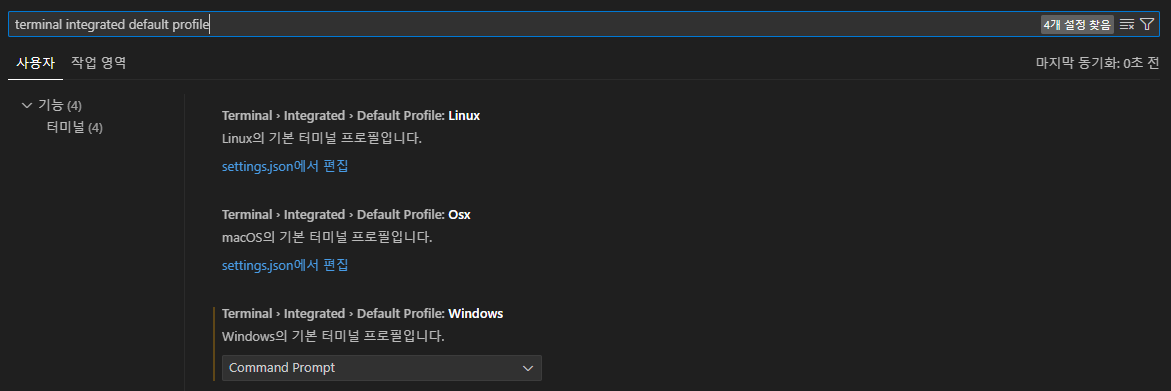 terminal integrated default profile
4개 설정 찾음
사용자 작업 영역
마지막 동기화: 0초 전
기능 (4)
터미널 (4)
Terminal › Integrated › Default Profile: Linux
Linux의 기본 터미널 프로필입니다.
settings.json에서 편집
Terminal › Integrated › Default Profile: Osx
macOS의 기본 터미널 프로필입니다.
settings.json에서 편집
Terminal › Integrated › Default Profile: Windows
Windows의 기본 터미널 프로필입니다.
Command Prompt